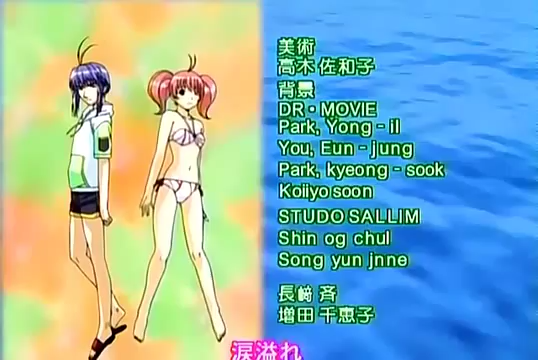 美術
高木 佐和子
背景
DR・MOVIE
Park, Yong - il
You, Eun - jung
Park, kyeong - sook
Koiiyo soon
STUDO SALLIM
Shin og chul
Song yun jnne
長崎 斉
増田 千恵子
涙溢れ